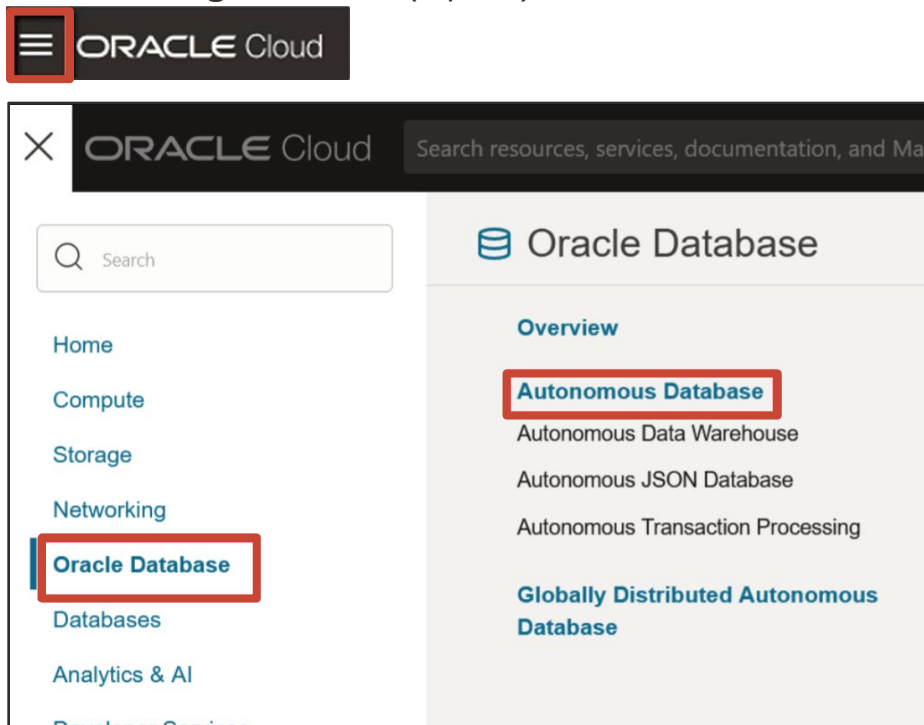 ORACLE Cloud
ORACLE Cloud
Search resources, services, documentation, and Ma
Search
Home
Compute
Storage
Networking
Oracle Database
Databases
Analytics & AI
Oracle Database
Overview
Autonomous Database
Autonomous Data Warehouse
Autonomous JSON Database
Autonomous Transaction Processing
Globally Distributed Autonomous
Database